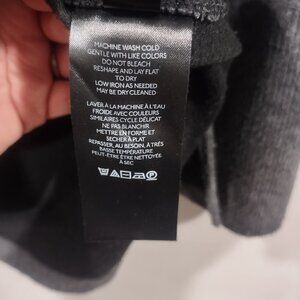 MACHINE WASH COLD
GENTLE WITH LIKE COLORS
DO NOT BLEACH
RESHAPE AND LAY FLAT
TO DRY
LOW IRON AS NEEDED
MAY BE DRY CLEANED
LAVER À LA MACHINE À L'EAU
FROIDE AVEC COULEURS
SIMILAIRES CYCLE DÉLICAT
NE PAS BLANCHIR
METTRE EN FORME ET
SÉCHER À PLAT
REPASSER, AU BESOIN, À TRÈS
BASSE TEMPÉRATURE
PEUT-ÊTRE ÊTRE NETTOYÉE
À SEC